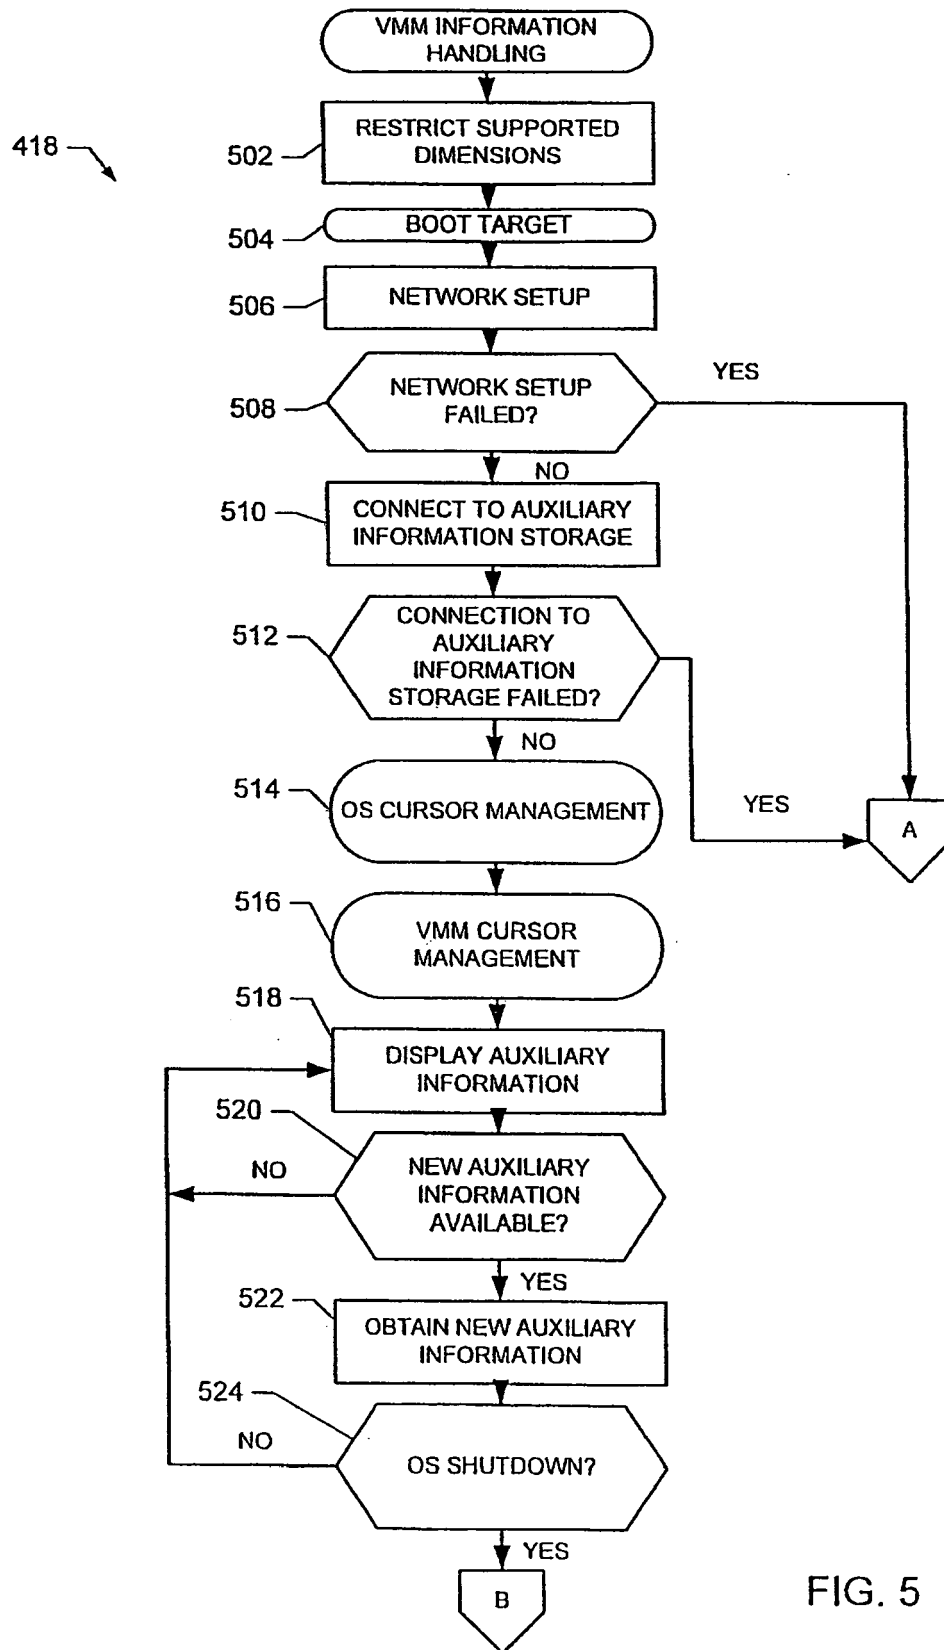 VMM INFORMATION
HANDLING
418
502
RESTRICT SUPPORTED
DIMENSIONS
504
BOOT TARGET
506
NETWORK SETUP
508
NETWORK SETUP
FAILED?
YES
NO
510
CONNECT TO AUXILIARY
INFORMATION STORAGE
512
CONNECTION TO
AUXILIARY
INFORMATION
STORAGE FAILED?
NO
YES
A
514
OS CURSOR MANAGEMENT
516
VMM CURSOR
MANAGEMENT
518
DISPLAY AUXILIARY
INFORMATION
520
NO
NEW AUXILIARY
INFORMATION
AVAILABLE?
YES
522
OBTAIN NEW AUXILIARY
INFORMATION
524
NO
OS SHUTDOWN?
YES
B
FIG. 5